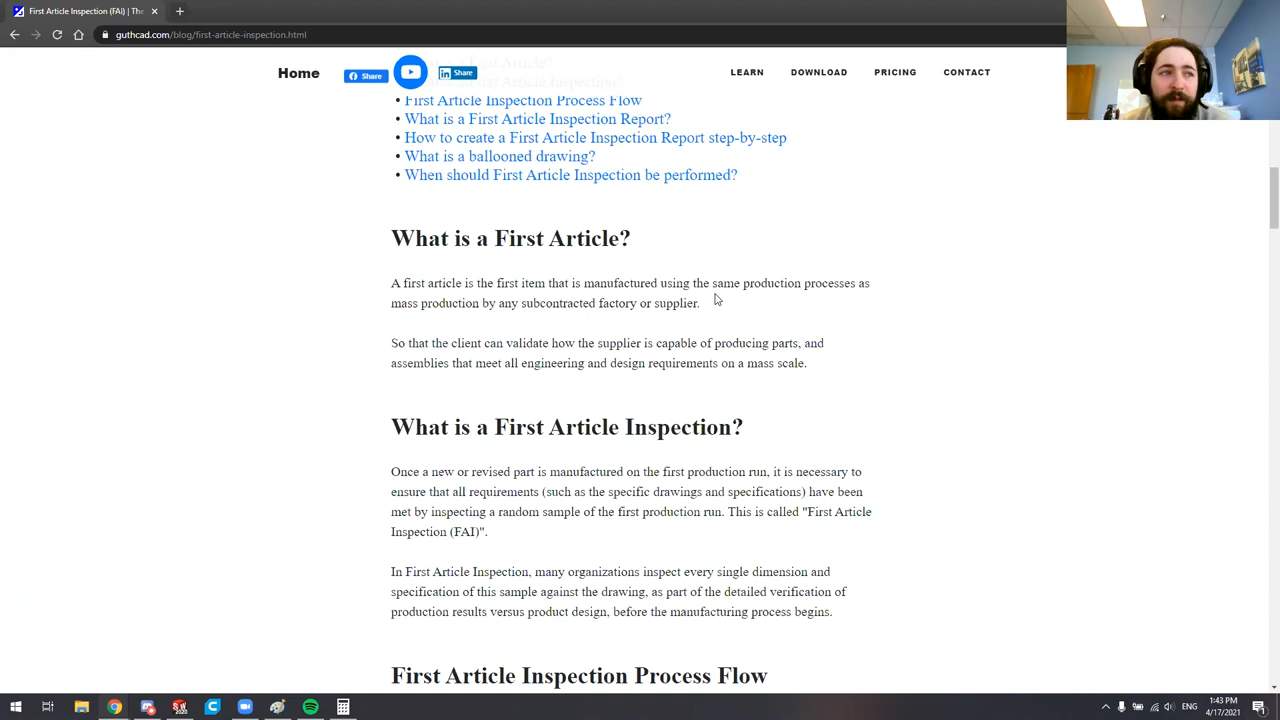 First Article Inspection (FAI) | The
guthcad.com/blog/first-article-inspection.html
Home
Share
Share
LEARN
DOWNLOAD
PRICING
CONTACT
• First Article Inspection Process Flow
• What is a First Article Inspection Report?
• How to create a First Article Inspection Report step-by-step
• What is a ballooned drawing?
• When should First Article Inspection be performed?
What is a First Article?
A first article is the first item that is manufactured using the same production processes as
mass production by any subcontracted factory or supplier.
So that the client can validate how the supplier is capable of producing parts, and
assemblies that meet all engineering and design requirements on a mass scale.
What is a First Article Inspection?
Once a new or revised part is manufactured on the first production run, it is necessary to
ensure that all requirements (such as the specific drawings and specifications) have been
met by inspecting a random sample of the first production run. This is called "First Article
Inspection (FAI)".
In First Article Inspection, many organizations inspect every single dimension and
specification of this sample against the drawing, as part of the detailed verification of
production results versus product design, before the manufacturing process begins.
First Article Inspection Process Flow
ENG
1:43 PM
4/17/2021